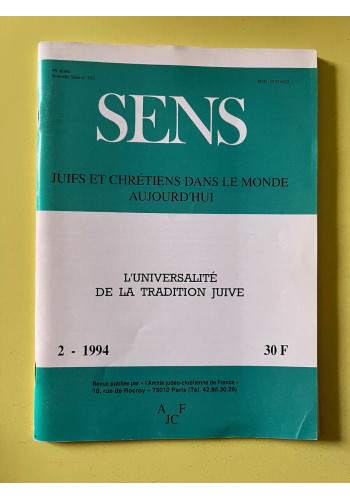 SENS
JUIFS ET CHRÉTIENS DANS LE MONDE
AUJOURD'HUI
L'UNIVERSALITÉ
DE LA TRADITION JUIVE
2 - 1994 30 F
Revue publiée par « l'Amitié judéo-chrétienne de France »
10, rue de Rocroy - 75010 Paris (Tél. 42.80-30.29)
A F
JC